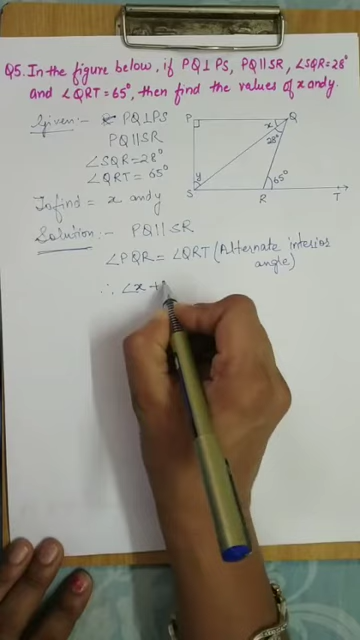 Q5. In the figure below, if PQ⊥PS, PQ∥SR, ∠SQR=28°
and ∠QRT=65°, then find the values of x and y.
Given:- PQ⊥PS
PQ∥SR
∠SQR=28°
∠QRT=65°
To find = x and y
P Q x 28°
y 65°
S R T
Solution:- PQ∥SR
∠PQR=∠QRT (Alternate interior
angle)
∴ ∠x +